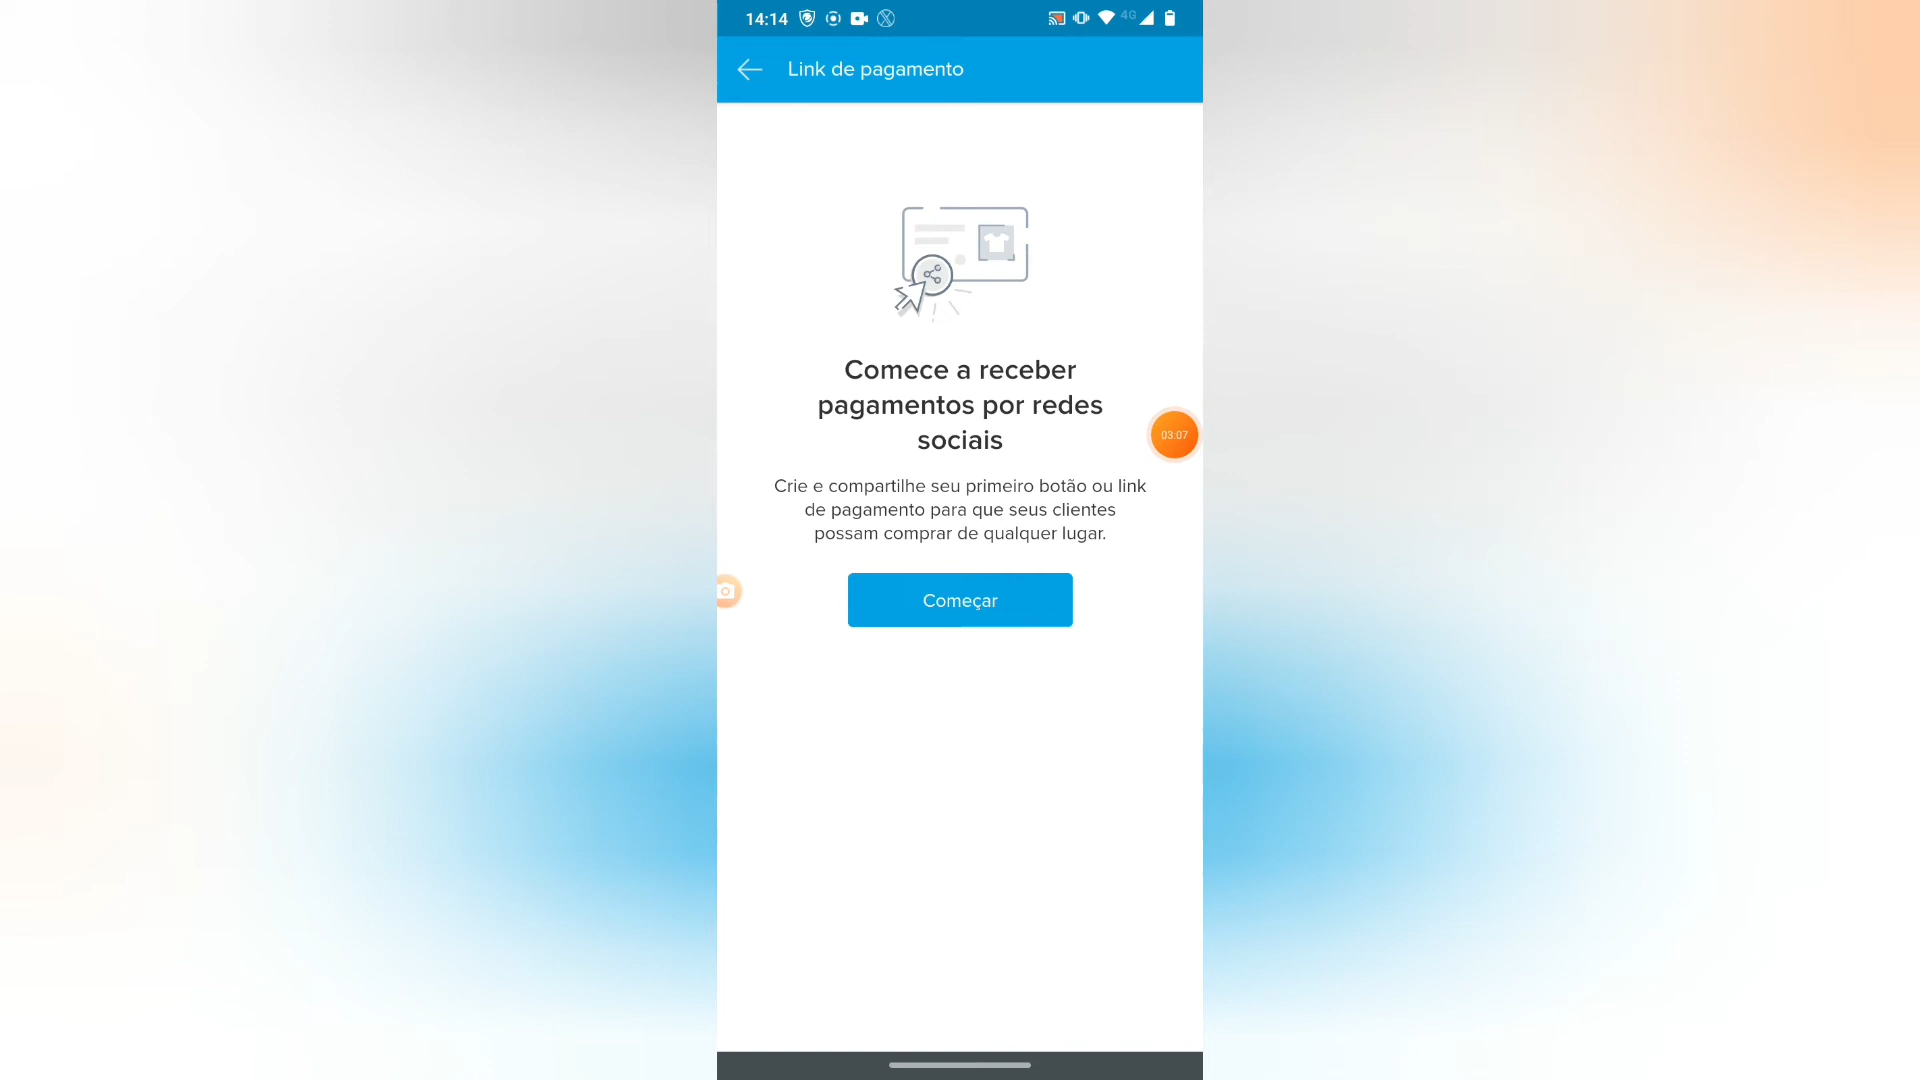 14:14
4G
Link de pagamento
Comece a receber
pagamentos por redes
sociais
03:07
Crie e compartilhe seu primeiro botão ou link
de pagamento para que seus clientes
possam comprar de qualquer lugar.
Começar